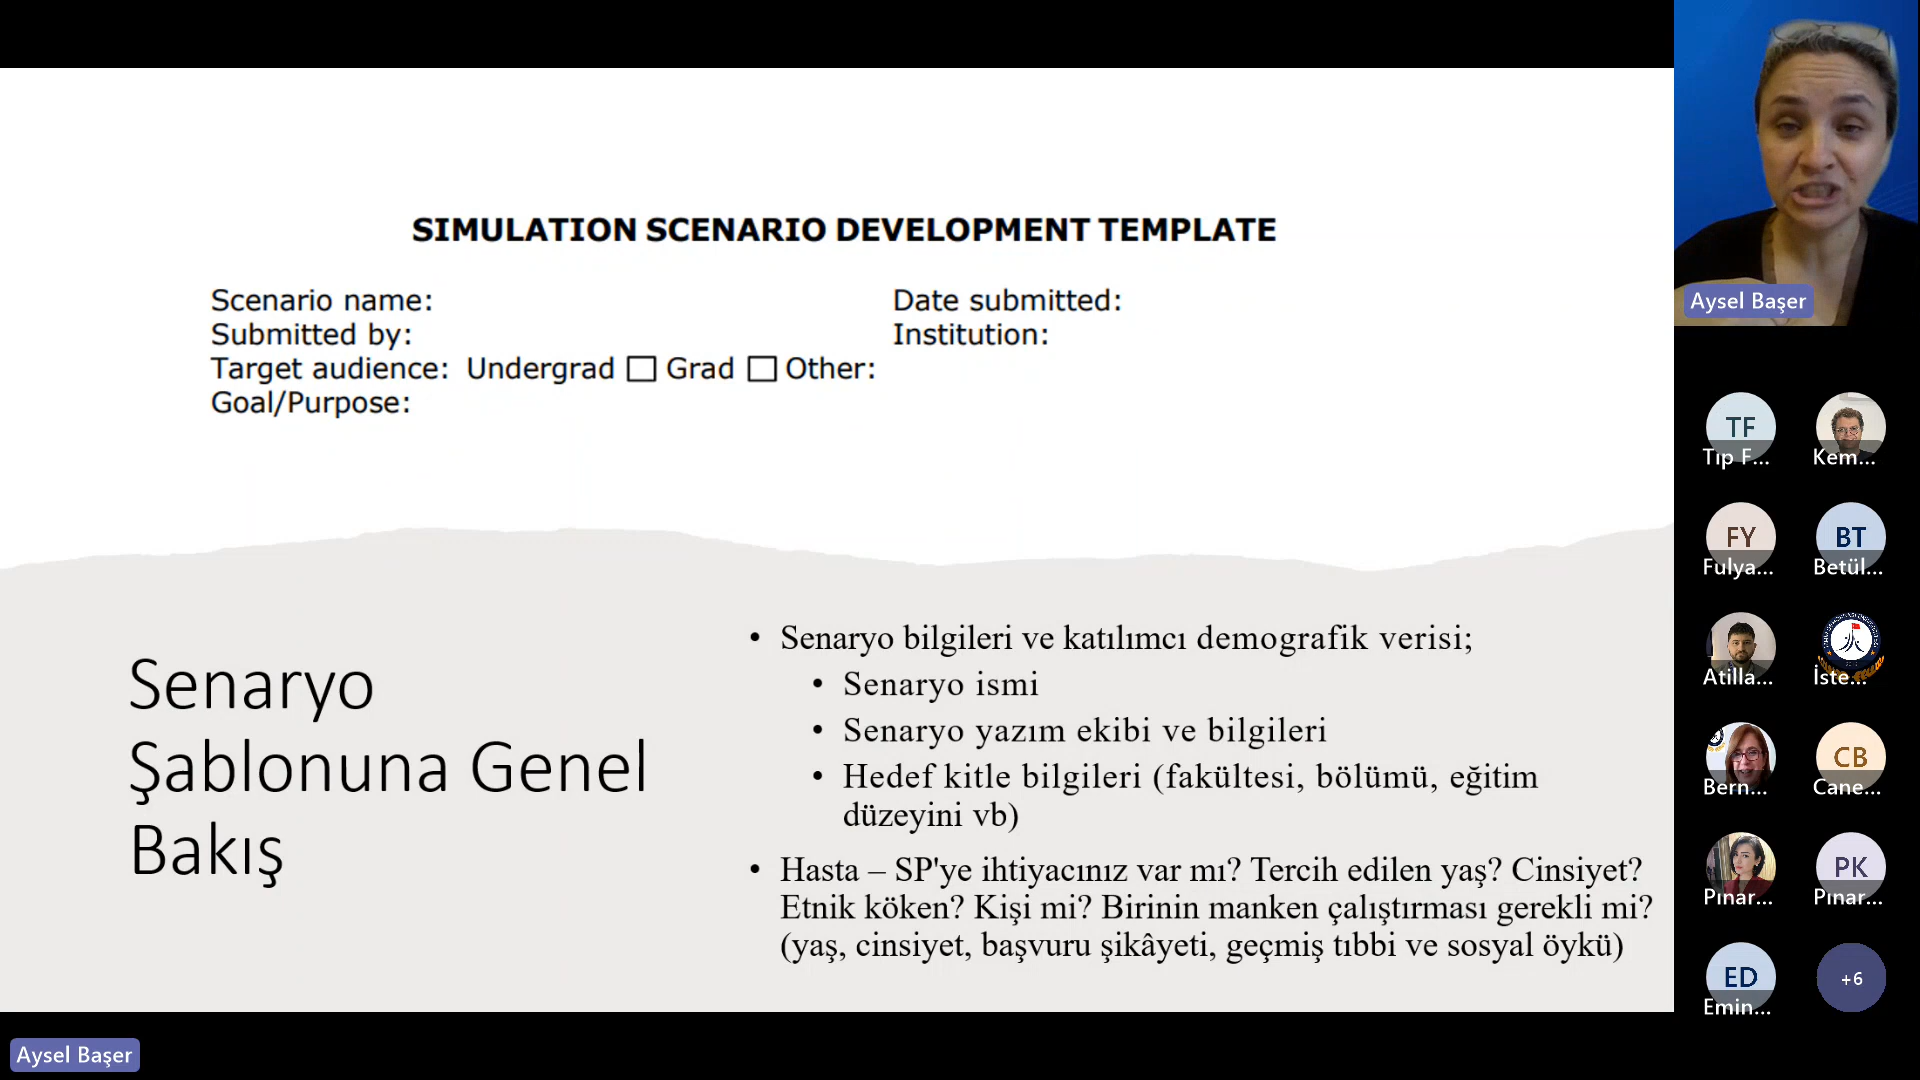 SIMULATION SCENARIO DEVELOPMENT TEMPLATE
Scenario name:
Date submitted:
Submitted by:
Institution:
Target audience: Undergrad ☐ Grad ☐ Other:
Goal/Purpose:
Senaryo
Şablonuna Genel
Bakış
• Senaryo bilgileri ve katılımcı demografik verisi;
• Senaryo ismi
• Senaryo yazım ekibi ve bilgileri
• Hedef kitle bilgileri (fakültesi, bölümü, eğitim
düzeyini vb)
• Hasta – SP'ye ihtiyacınız var mı? Tercih edilen yaş? Cinsiyet?
Etnik köken? Kişi mi? Birinin manken çalıştırması gerekli mi?
(yaş, cinsiyet, başvuru şikâyeti, geçmiş tıbbi ve sosyal öykü)
Aysel Başer
TF
Tıp F...
Kem...
FY
Fulya...
BT
Betül...
Atilla...
İste...
Bern...
CB
Cane...
Pınar...
PK
Pınar...
ED
Emin...
+6
Aysel Başer